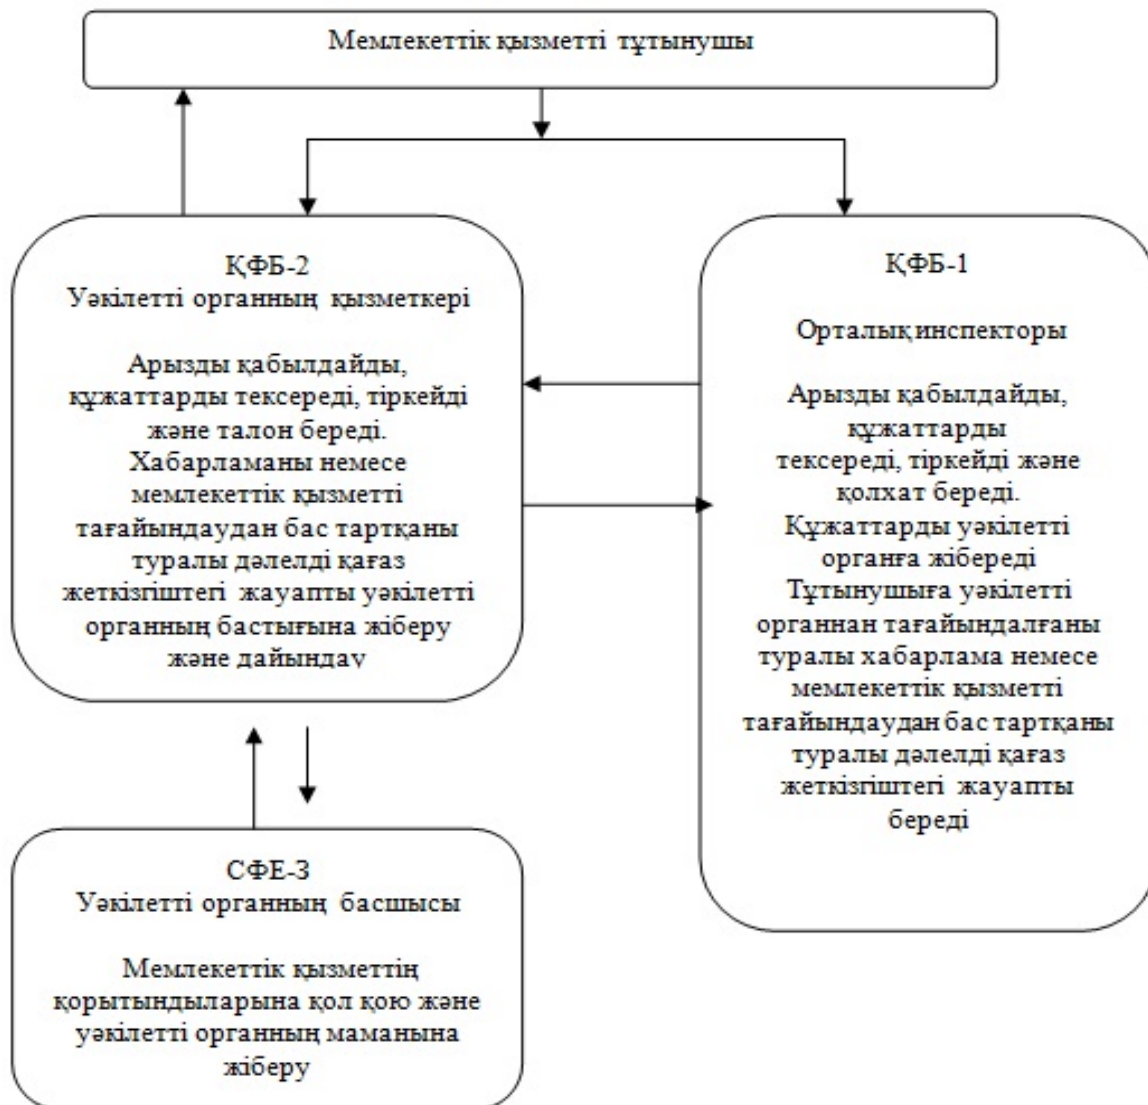 Мемлекеттік қызметті тұтынушы
ҚФБ-2
Уәкілетті органның қызметкері
Арызды қабылдайды,
құжаттарды тексереді, тіркейді
және талон береді.
Хабарламаны немесе
мемлекеттік қызметті
тағайындаудан бас тартқаны
туралы дәлелді қағаз
жеткізгіштегі жауапты уәкілетті
органның бастығына жіберу
және дайындау
ҚФБ-1
Орталық инспекторы
Арызды қабылдайды,
құжаттарды
тексереді, тіркейді және
қолхат береді.
Құжаттарды уәкілетті
органға жібереді
Тұтынушыға уәкілетті
органнан тағайындалғаны
туралы хабарлама немесе
мемлекеттік қызметті
тағайындаудан бас тартқаны
туралы дәлелді қағаз
жеткізгіштегі жауапты
береді
СФЕ-3
Уәкілетті органның басшысы
Мемлекеттік қызметтің
қорытындыларына қол қою және
уәкілетті органның маманына
жіберу